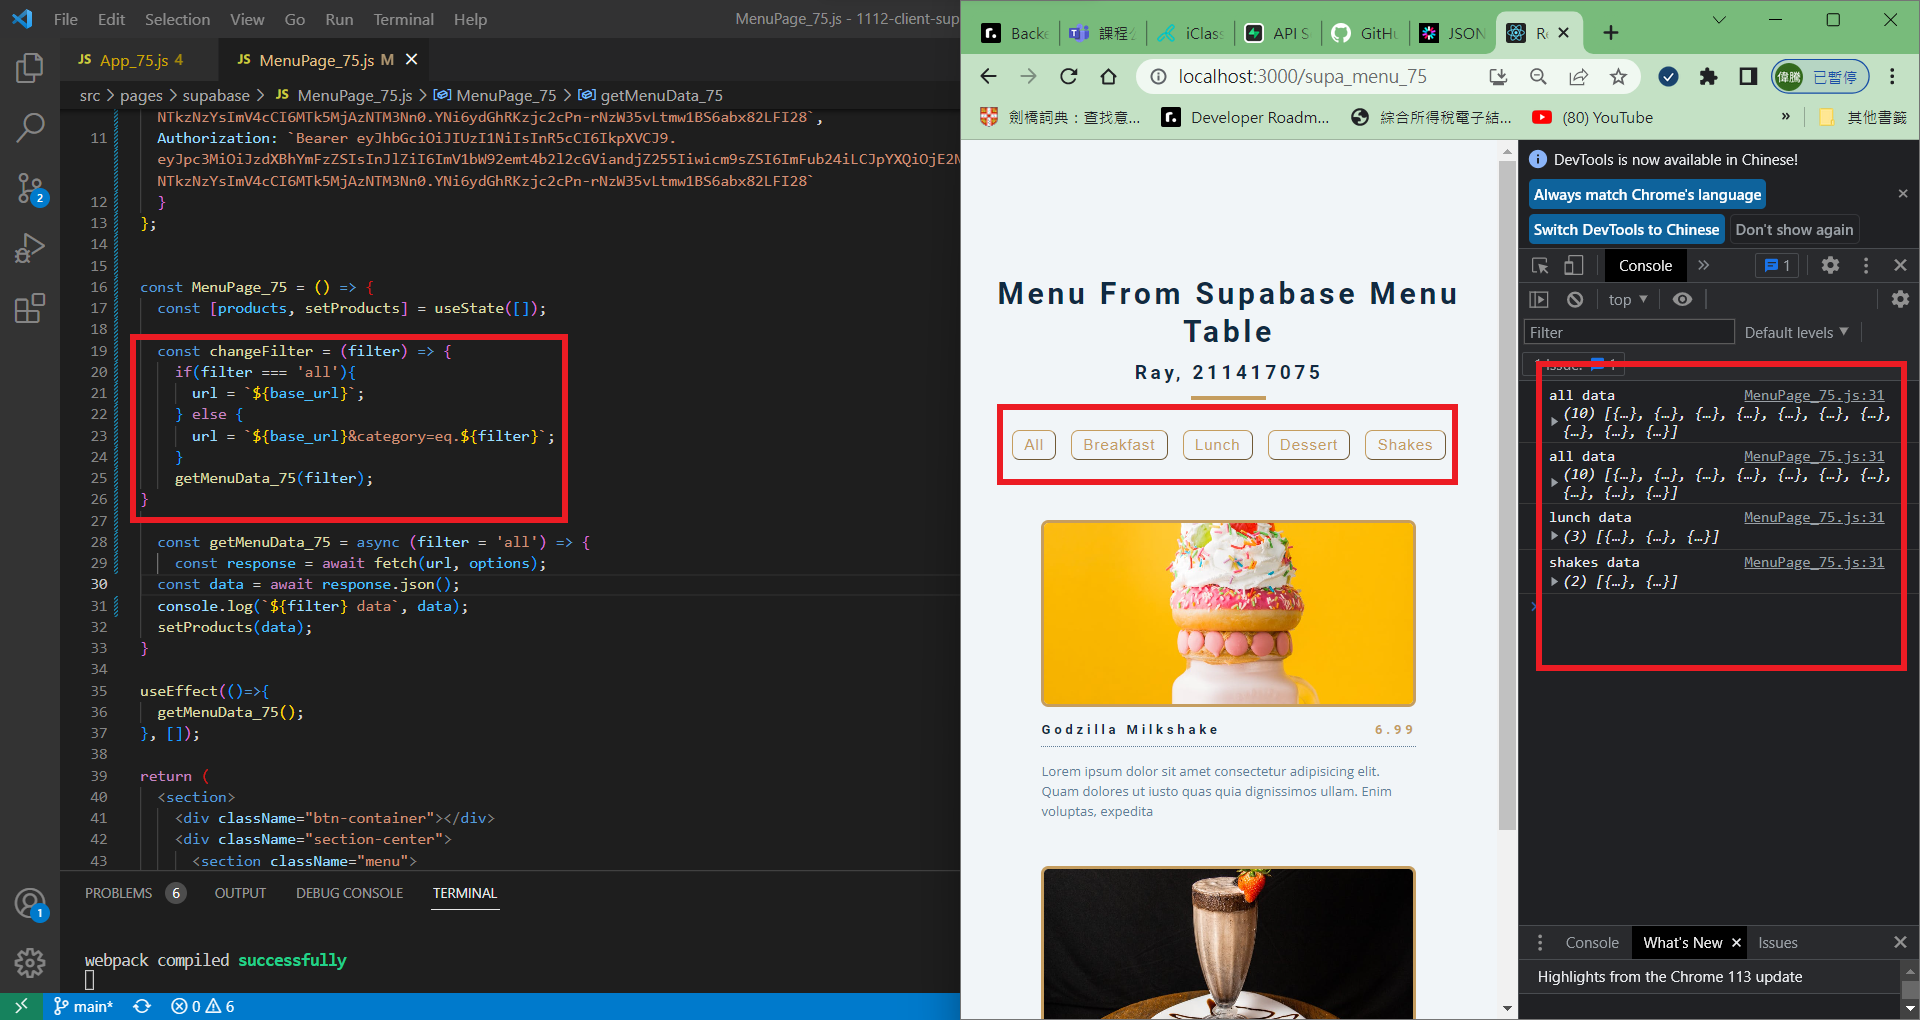 File Edit Selection View Go Run Terminal Help
MenuPage_75.js - 1112-client-sup
JS App_75.js 4
JS MenuPage_75.js M
src > pages > supabase > JS MenuPage_75.js > MenuPage_75 > getMenuData_75
11 Authorization: `Bearer eyJhbGciOiJIUzI1NiIsInR5cCI6IkpXVCJ9.
12 }
13 };
14
15
16 const MenuPage_75 = () => {
17 const [products, setProducts] = useState([]);
18
19 const changeFilter = (filter) => {
20 if(filter === 'all'){
21 url = `${base_url}`;
22 } else {
23 url = `${base_url}&category=eq.${filter}`;
24 }
25 getMenuData_75(filter);
26 }
27
28 const getMenuData_75 = async (filter = 'all') => {
29 const response = await fetch(url, options);
30 const data = await response.json();
31 console.log(`${filter} data`, data);
32 setProducts(data);
33 }
34
35 useEffect(()=>{
36 getMenuData_75();
37 }, []);
38
39 return (
40 <section>
41 <div className="btn-container"></div>
42 <div className="section-center">
43 <section className="menu">
PROBLEMS 6 OUTPUT DEBUG CONSOLE TERMINAL
webpack compiled successfully
2
1
main* 0 6
Backe 課程公 iClass API S GitHu JSON Re
localhost:3000/supa_menu_75
偉騰 已暫停
劍橋詞典：查找意... Developer Roadm... 綜合所得稅電子結... (80) YouTube » 其他書籤
Menu From Supabase Menu
Table
Ray, 211417075
All Breakfast Lunch Dessert Shakes
Godzilla Milkshake 6.99
Lorem ipsum dolor sit amet consectetur adipisicing elit.
Quam dolores ut iusto quas quia dignissimos ullam. Enim
voluptas, expedita
DevTools is now available in Chinese!
Always match Chrome's language
Switch DevTools to Chinese Don't show again
Console » 1
top
Filter Default levels
1 Issue: 1
all data MenuPage_75.js:31
(10) [{…}, {…}, {…}, {…}, {…}, {…}, {…},
{…}, {…}, {…}]
all data MenuPage_75.js:31
(10) [{…}, {…}, {…}, {…}, {…}, {…}, {…},
{…}, {…}, {…}]
lunch data MenuPage_75.js:31
(3) [{…}, {…}, {…}]
shakes data MenuPage_75.js:31
(2) [{…}, {…}]
Console What's New Issues
Highlights from the Chrome 113 update